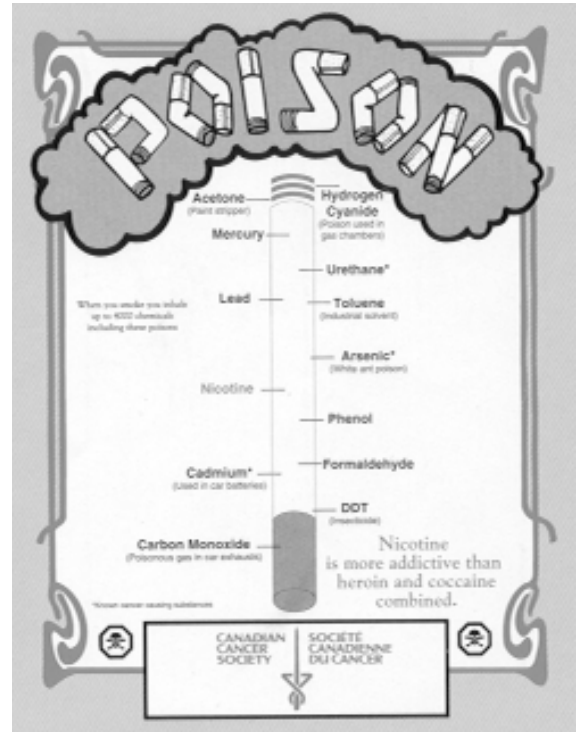 POISON
Acetone
(Paint stripper)
Hydrogen
Cyanide
(Poison used in
gas chambers)
Mercury
Urethane*
When you smoke you inhale
up to 4000 chemicals
including these poisons
Lead
Toluene
(Industrial solvent)
Arsenic*
(White ant poison)
Nicotine
Phenol
Formaldehyde
Cadmium*
(Used in car batteries)
DDT
(Insecticide)
Carbon Monoxide
(Poisonous gas in car exhausts)
Nicotine
is more addictive than
heroin and coccaine
combined.
*Known cancer causing substances
CANADIAN
CANCER
SOCIETY
SOCIÉTÉ
CANADIENNE
DU CANCER